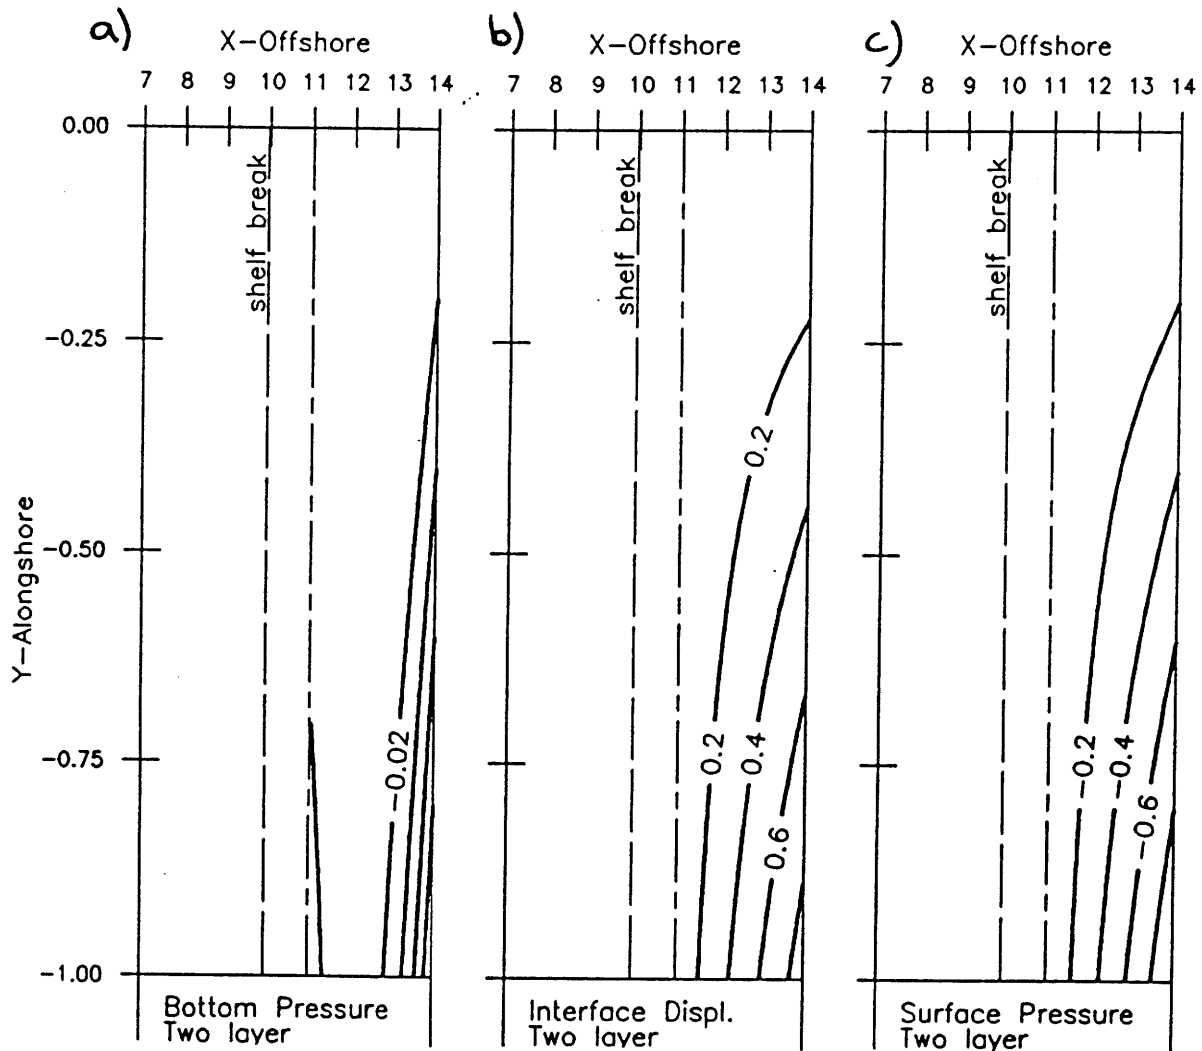 a)
X-Offshore
7 8 9 10 11 12 13 14
b)
X-Offshore
7 8 9 10 11 12 13 14
c)
X-Offshore
7 8 9 10 11 12 13 14
0.00
-0.25
-0.50
-0.75
-1.00
Y-Alongshore
shelf break
-0.02
Bottom Pressure
Two layer
shelf break
0.2
0.2
0.4
0.6
Interface Displ.
Two layer
shelf break
-0.2
-0.4
-0.6
Surface Pressure
Two layer